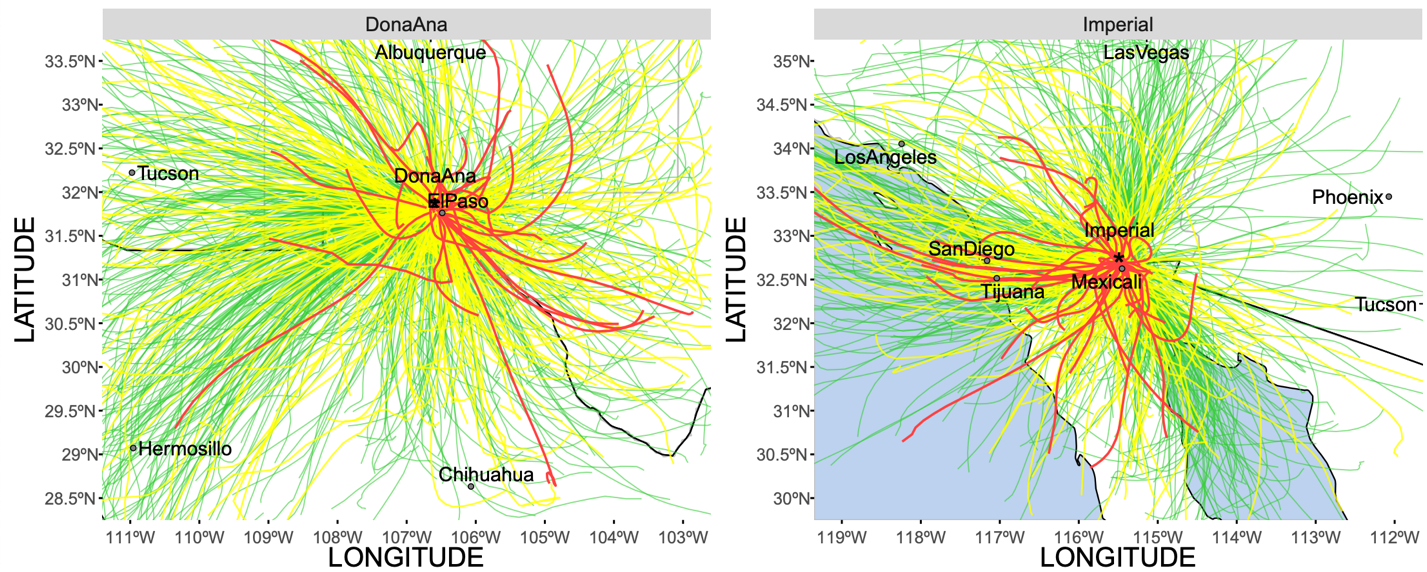 DonaAna
Imperial
LATITUDE
33.5°N
33°N
32.5°N
32°N
31.5°N
31°N
30.5°N
30°N
29.5°N
29°N
28.5°N
Albuquerque
Tucson
DonaAna
ElPaso
Hermosillo
Chihuahua
111°W 110°W 109°W 108°W 107°W 106°W 105°W 104°W 103°W
LONGITUDE
LATITUDE
35°N
34.5°N
34°N
33.5°N
33°N
32.5°N
32°N
31.5°N
31°N
30.5°N
30°N
LasVegas
LosAngeles
Phoenix
Imperial
SanDiego
Mexicali
Tijuana
Tucson
119°W 118°W 117°W 116°W 115°W 114°W 113°W 112°W
LONGITUDE